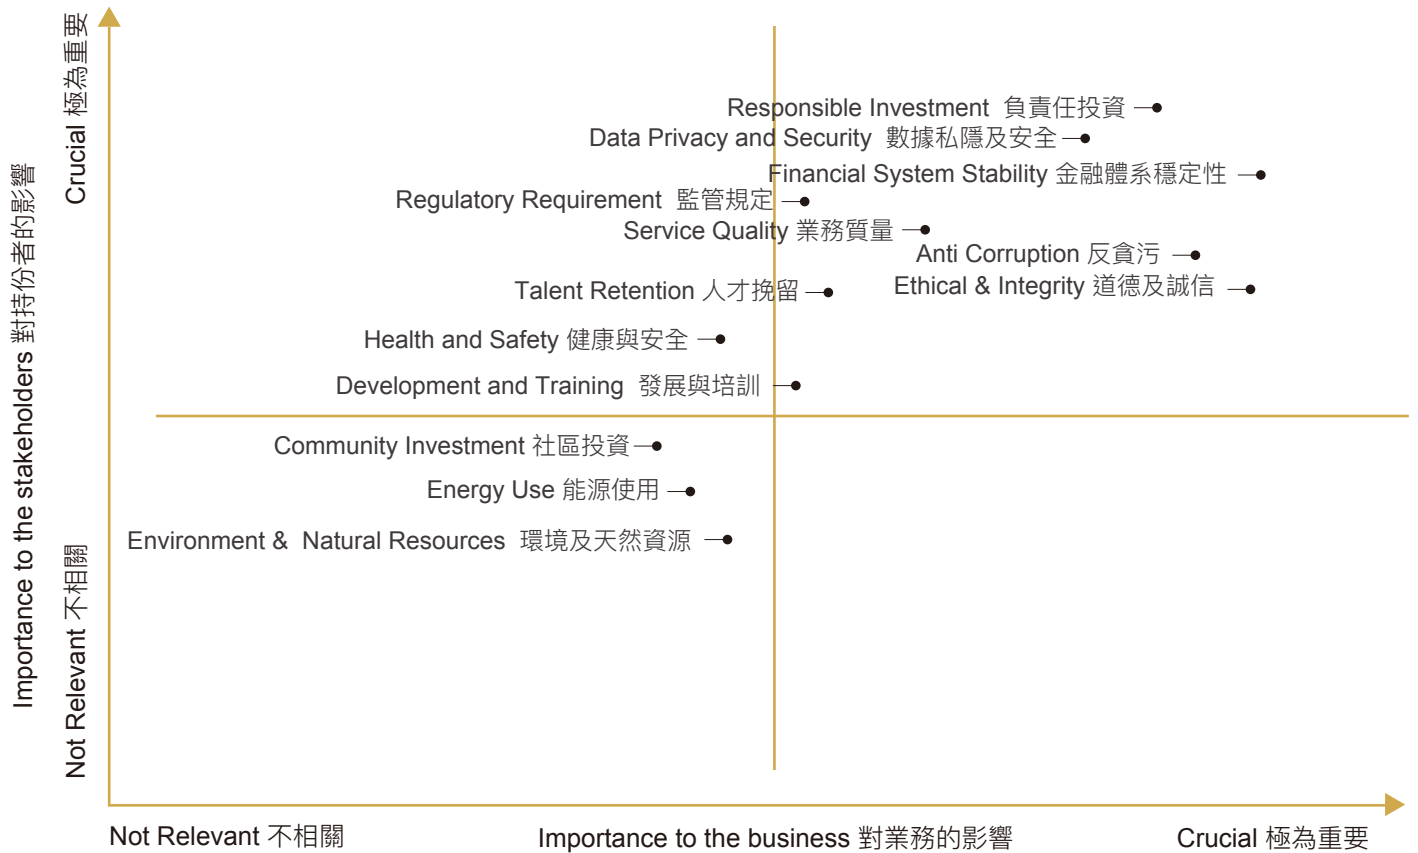 Importance to the stakeholders 對持份者的影響
Crucial 極為重要
Not Relevant 不相關
Responsible Investment 負責任投資
Data Privacy and Security 數據私隱及安全
Financial System Stability 金融體系穩定性
Regulatory Requirement 監管規定
Service Quality 業務質量
Anti Corruption 反貪污
Ethical & Integrity 道德及誠信
Talent Retention 人才挽留
Health and Safety 健康與安全
Development and Training 發展與培訓
Community Investment 社區投資
Energy Use 能源使用
Environment & Natural Resources 環境及天然資源
Not Relevant 不相關
Importance to the business 對業務的影響
Crucial 極為重要